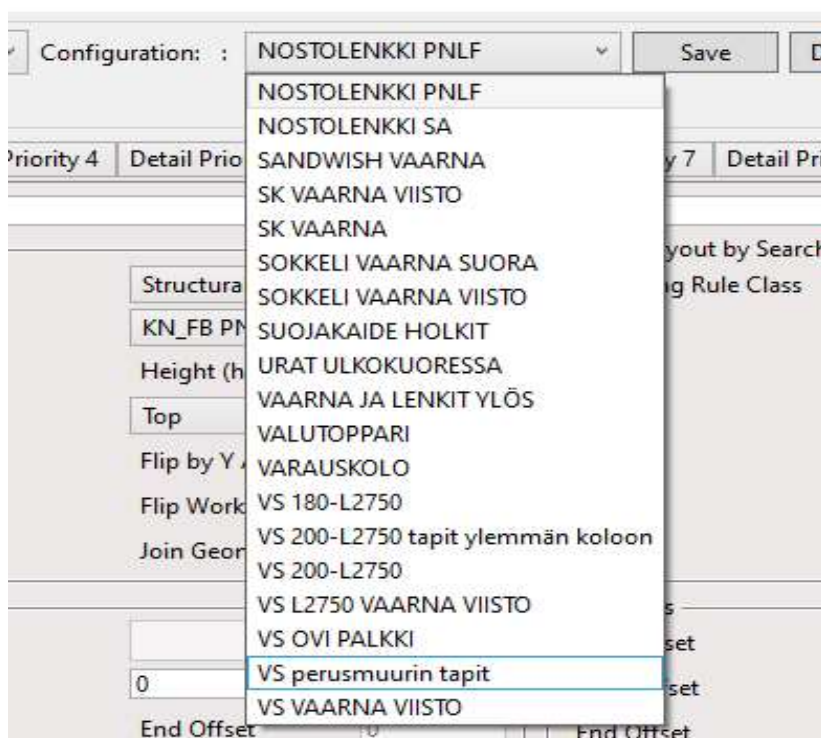 Configuration: : NOSTOLENKKI PNLF Save
NOSTOLENKKI PNLF
NOSTOLENKKI SA
Priority 4 Detail Prio SANDWISH VAARNA y 7 Detail Pri
SK VAARNA VIISTO
SK VAARNA
yout by Search
SOKKELI VAARNA SUORA
Structura SOKKELI VAARNA VIISTO g Rule Class
KN_FB PN SUOJAKAIDE HOLKIT
Height (h URAT ULKOKUORESSA
VAARNA JA LENKIT YLÖS
Top
VALUTOPPARI
Flip by Y VARAUSKOLO
Flip Work VS 180-L2750
VS 200-L2750 tapit ylemmän koloon
Join Geor VS 200-L2750
VS L2750 VAARNA VIISTO
VS OVI PALKKI set
VS perusmuurin tapit
0 set
VS VAARNA VIISTO
End Offset 0 End Offset